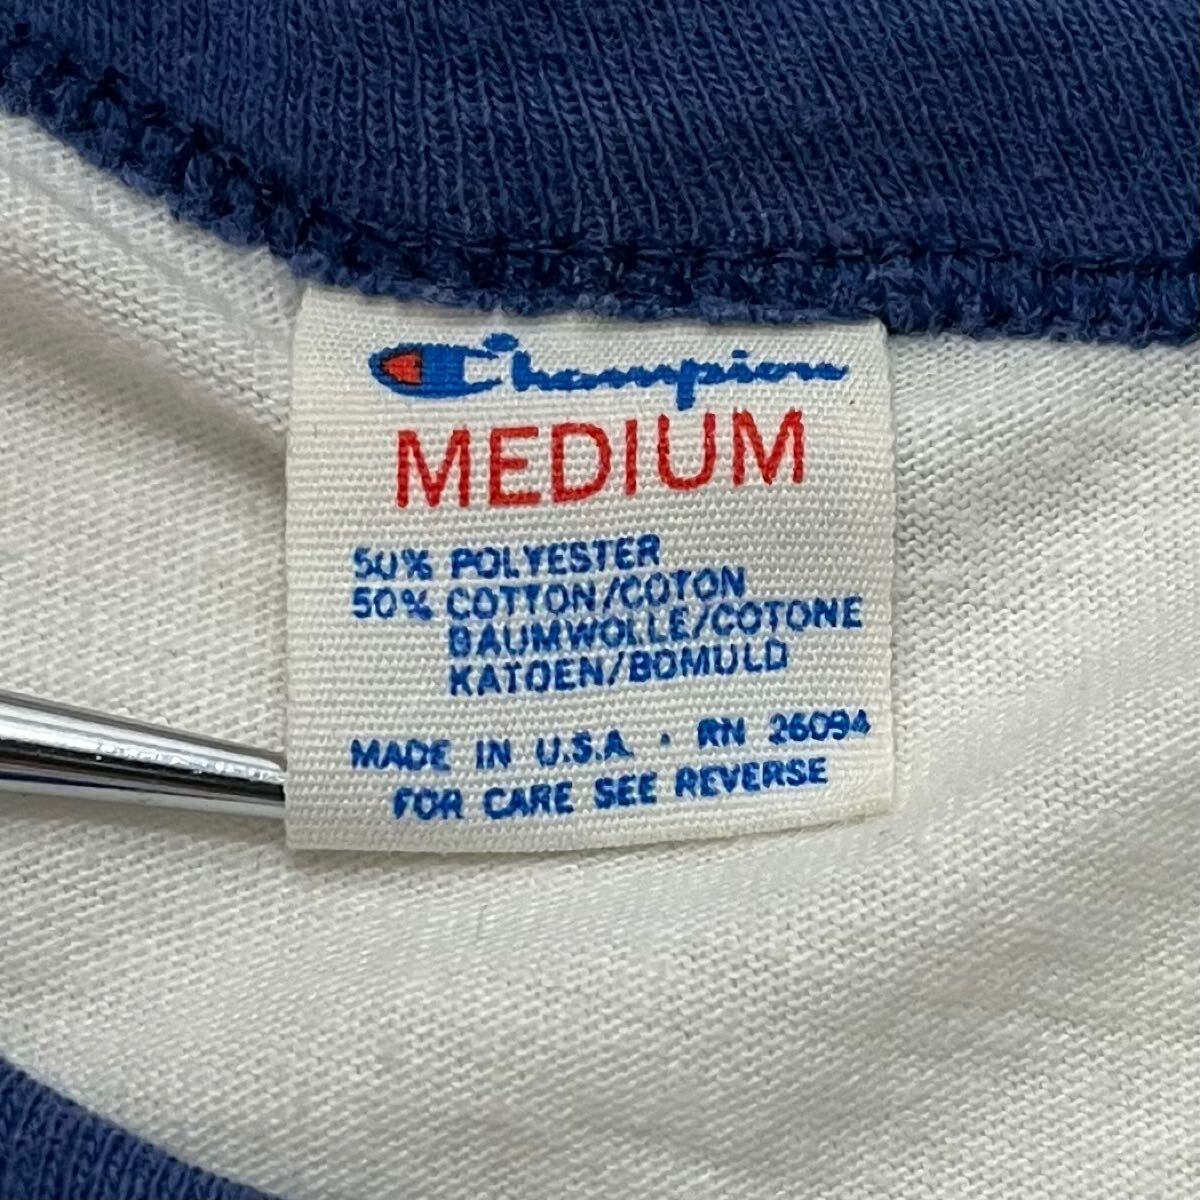 Champion
MEDIUM
50% POLYESTER
50% COTTON/COTON
BAUMWOLLE/COTONE
KATOEN/BOMULD
MADE IN U.S.A. · RN 26094
FOR CARE SEE REVERSE